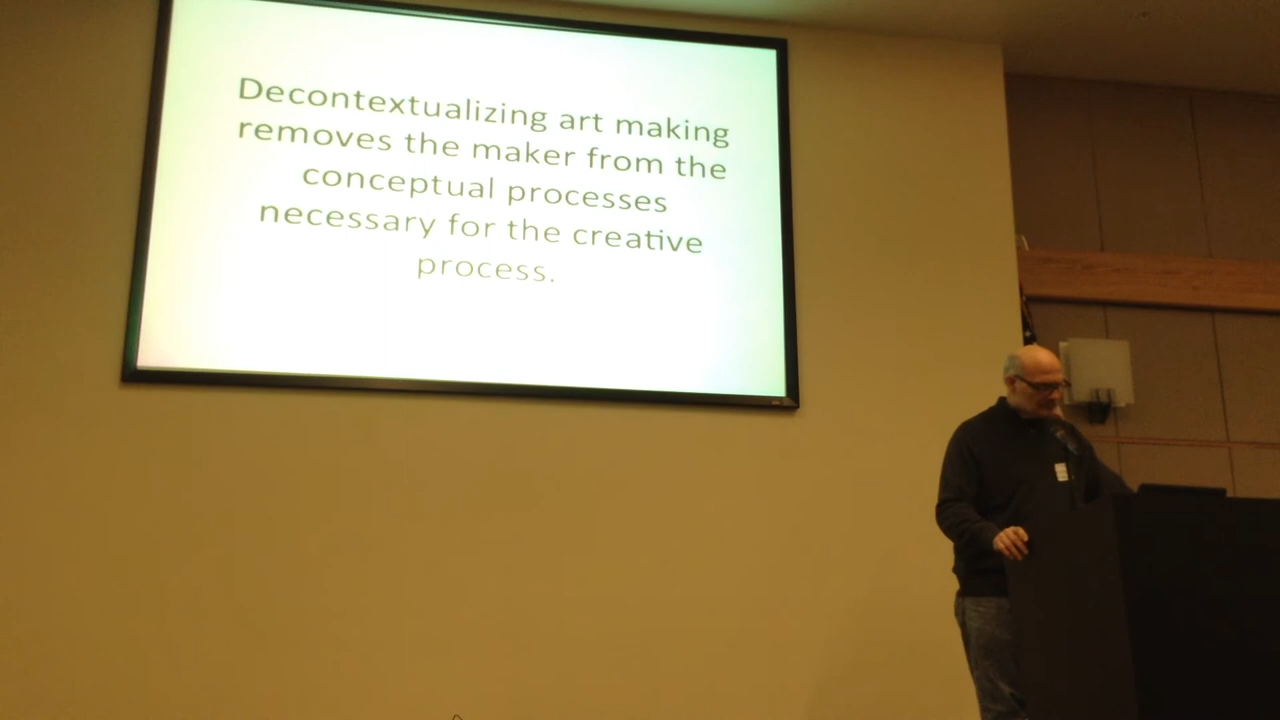 Decontextualizing art making
removes the maker from the
conceptual processes
necessary for the creative
process.